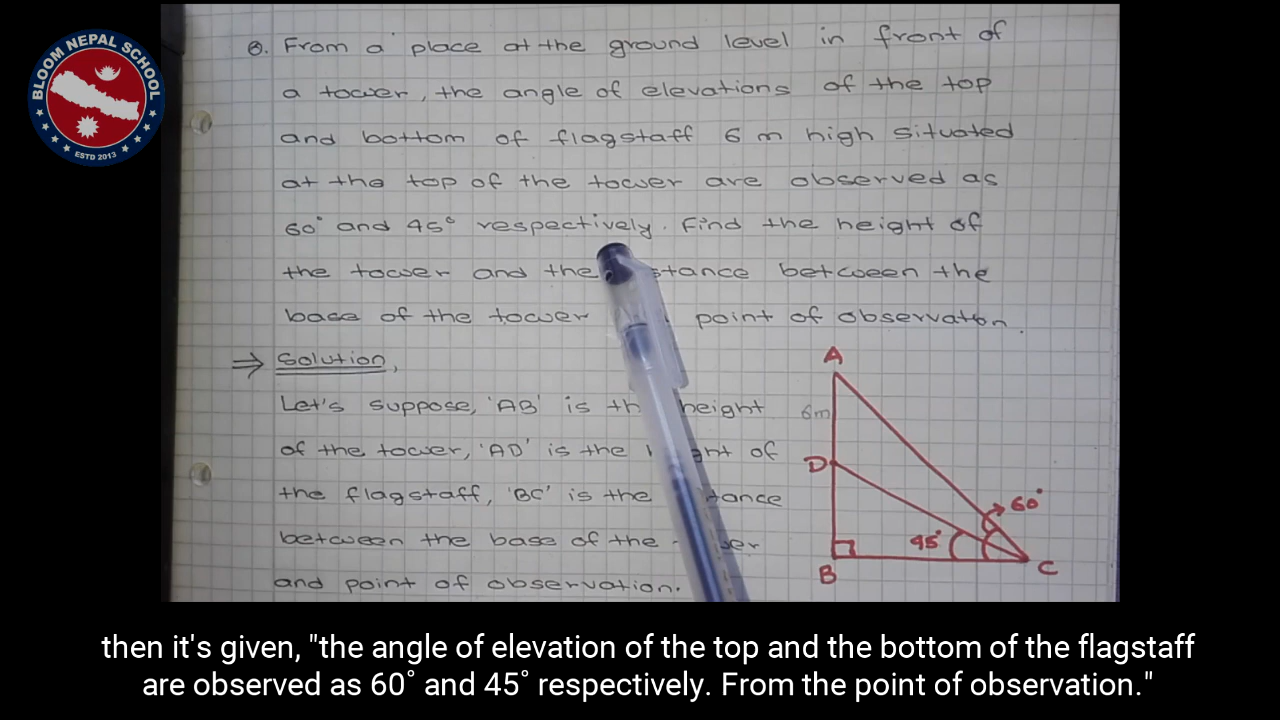 BLOOM NEPAL SCHOOL
ESTD 2013
Q. From a place at the ground level in front of
a tower, the angle of elevations of the top
and bottom of flagstaff 6 m high situated
at the top of the tower are observed as
60° and 45° respectively. Find the height of
the tower and the stance between the
base of the tower point of observation.
⇒ Solution,
Let's suppose, 'AB' is th height
of the tower, 'AD' is the ght of
the flagstaff, 'BC' is the tance
between the base of the er
and point of observation.
A
6m
D
60°
45°
B
C
then it's given, "the angle of elevation of the top and the bottom of the flagstaff
are observed as 60° and 45° respectively. From the point of observation."